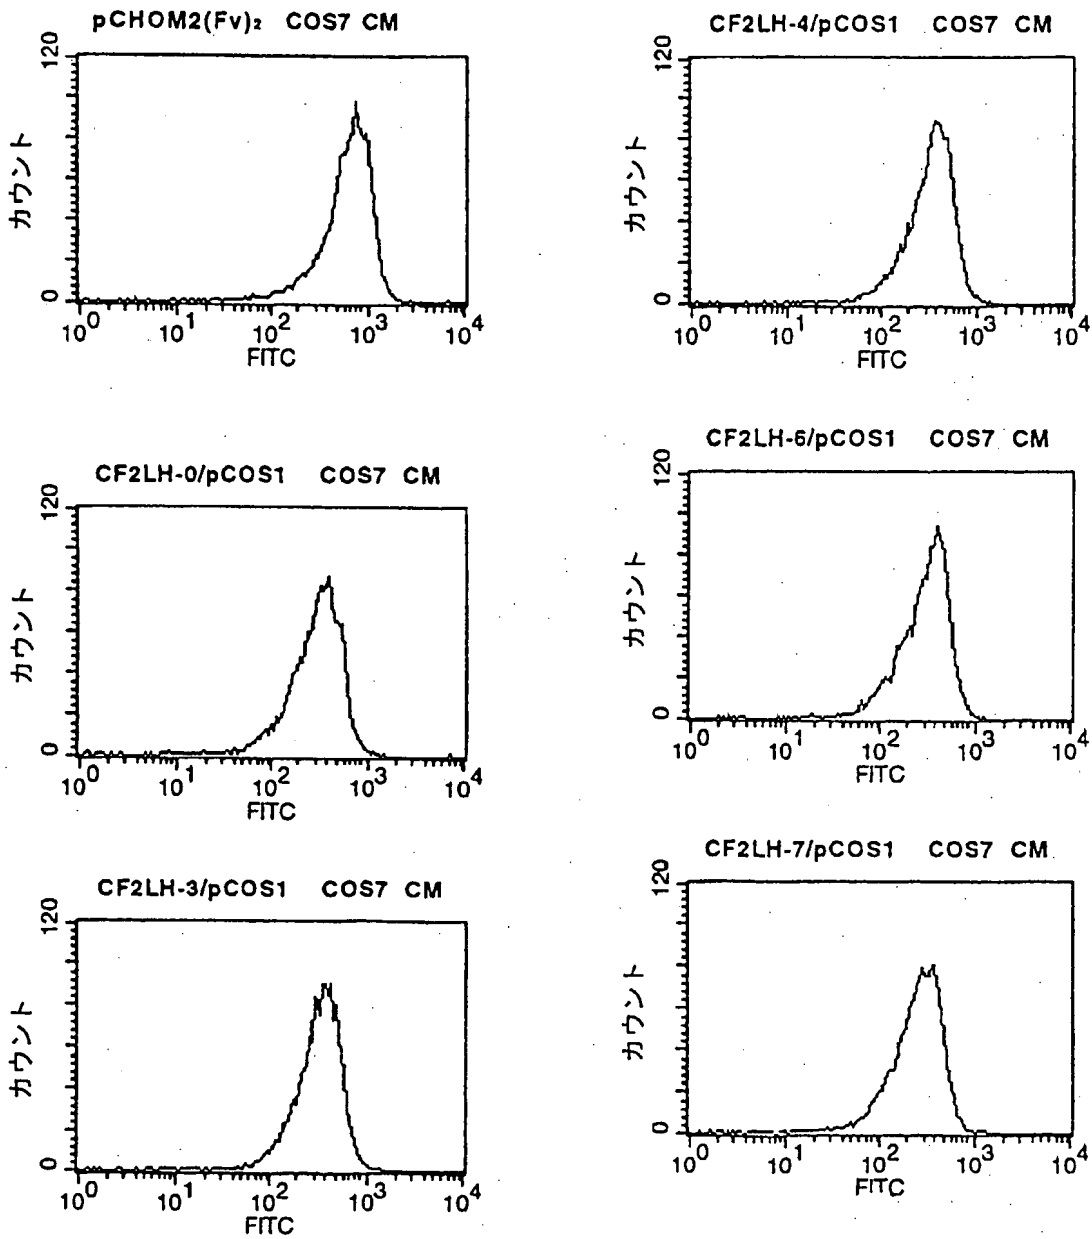 pCHOM2(Fv)₂ COS7 CM
120
カウント
0
10⁰ 10¹ 10² 10³ 10⁴
FITC
CF2LH-0/pCOS1 COS7 CM
120
カウント
0
10⁰ 10¹ 10² 10³ 10⁴
FITC
CF2LH-3/pCOS1 COS7 CM
120
カウント
0
10⁰ 10¹ 10² 10³ 10⁴
FITC
CF2LH-4/pCOS1 COS7 CM
120
カウント
0
10⁰ 10¹ 10² 10³ 10⁴
FITC
CF2LH-6/pCOS1 COS7 CM
120
カウント
0
10⁰ 10¹ 10² 10³ 10⁴
FITC
CF2LH-7/pCOS1 COS7 CM
120
カウント
0
10⁰ 10¹ 10² 10³ 10⁴
FITC